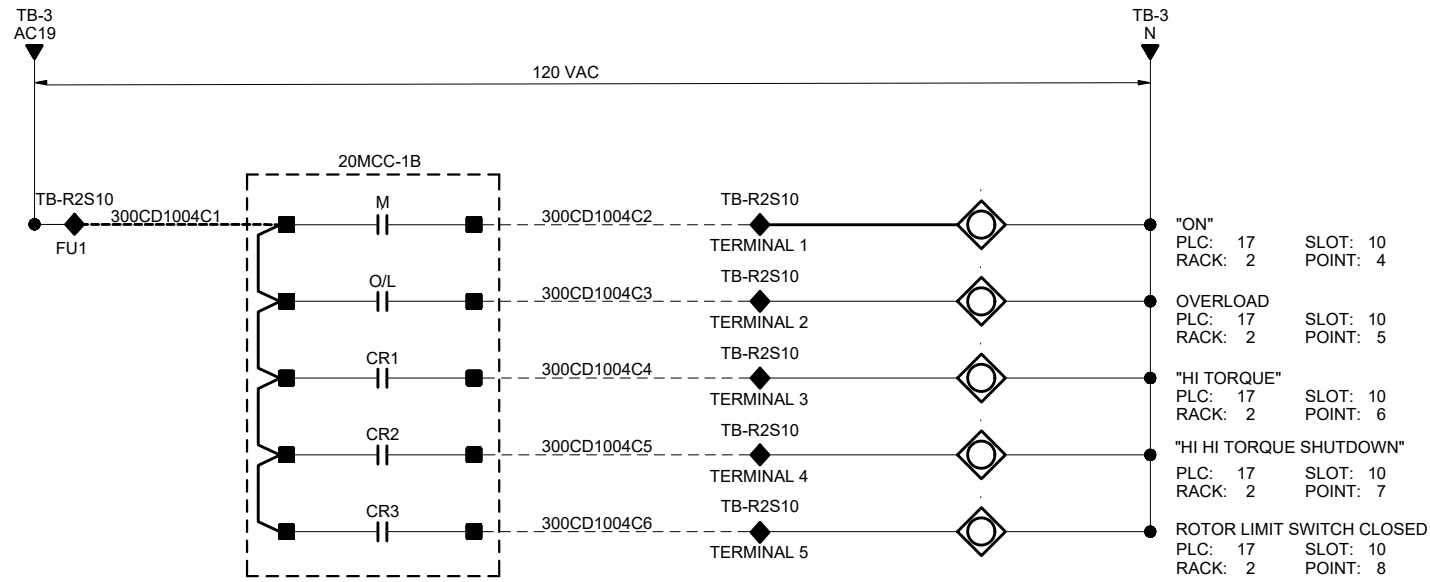 TB-3
AC19
TB-3
N
120 VAC
20MCC-1B
TB-R2S10
300CD1004C1
FU1
M
300CD1004C2
TB-R2S10
TERMINAL 1
"ON"
PLC: 17 SLOT: 10
RACK: 2 POINT: 4
O/L
300CD1004C3
TB-R2S10
TERMINAL 2
OVERLOAD
PLC: 17 SLOT: 10
RACK: 2 POINT: 5
CR1
300CD1004C4
TB-R2S10
TERMINAL 3
"HI TORQUE"
PLC: 17 SLOT: 10
RACK: 2 POINT: 6
CR2
300CD1004C5
TB-R2S10
TERMINAL 4
"HI HI TORQUE SHUTDOWN"
PLC: 17 SLOT: 10
RACK: 2 POINT: 7
CR3
300CD1004C6
TB-R2S10
TERMINAL 5
ROTOR LIMIT SWITCH CLOSED
PLC: 17 SLOT: 10
RACK: 2 POINT: 8